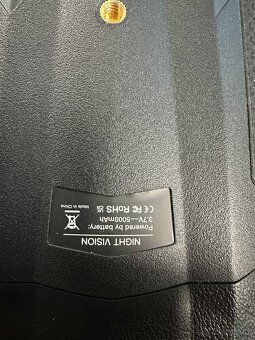 NIGHT VISION
Powered by battery:
3.7V⎓5000mAh
CE FC RoHS
Made in China